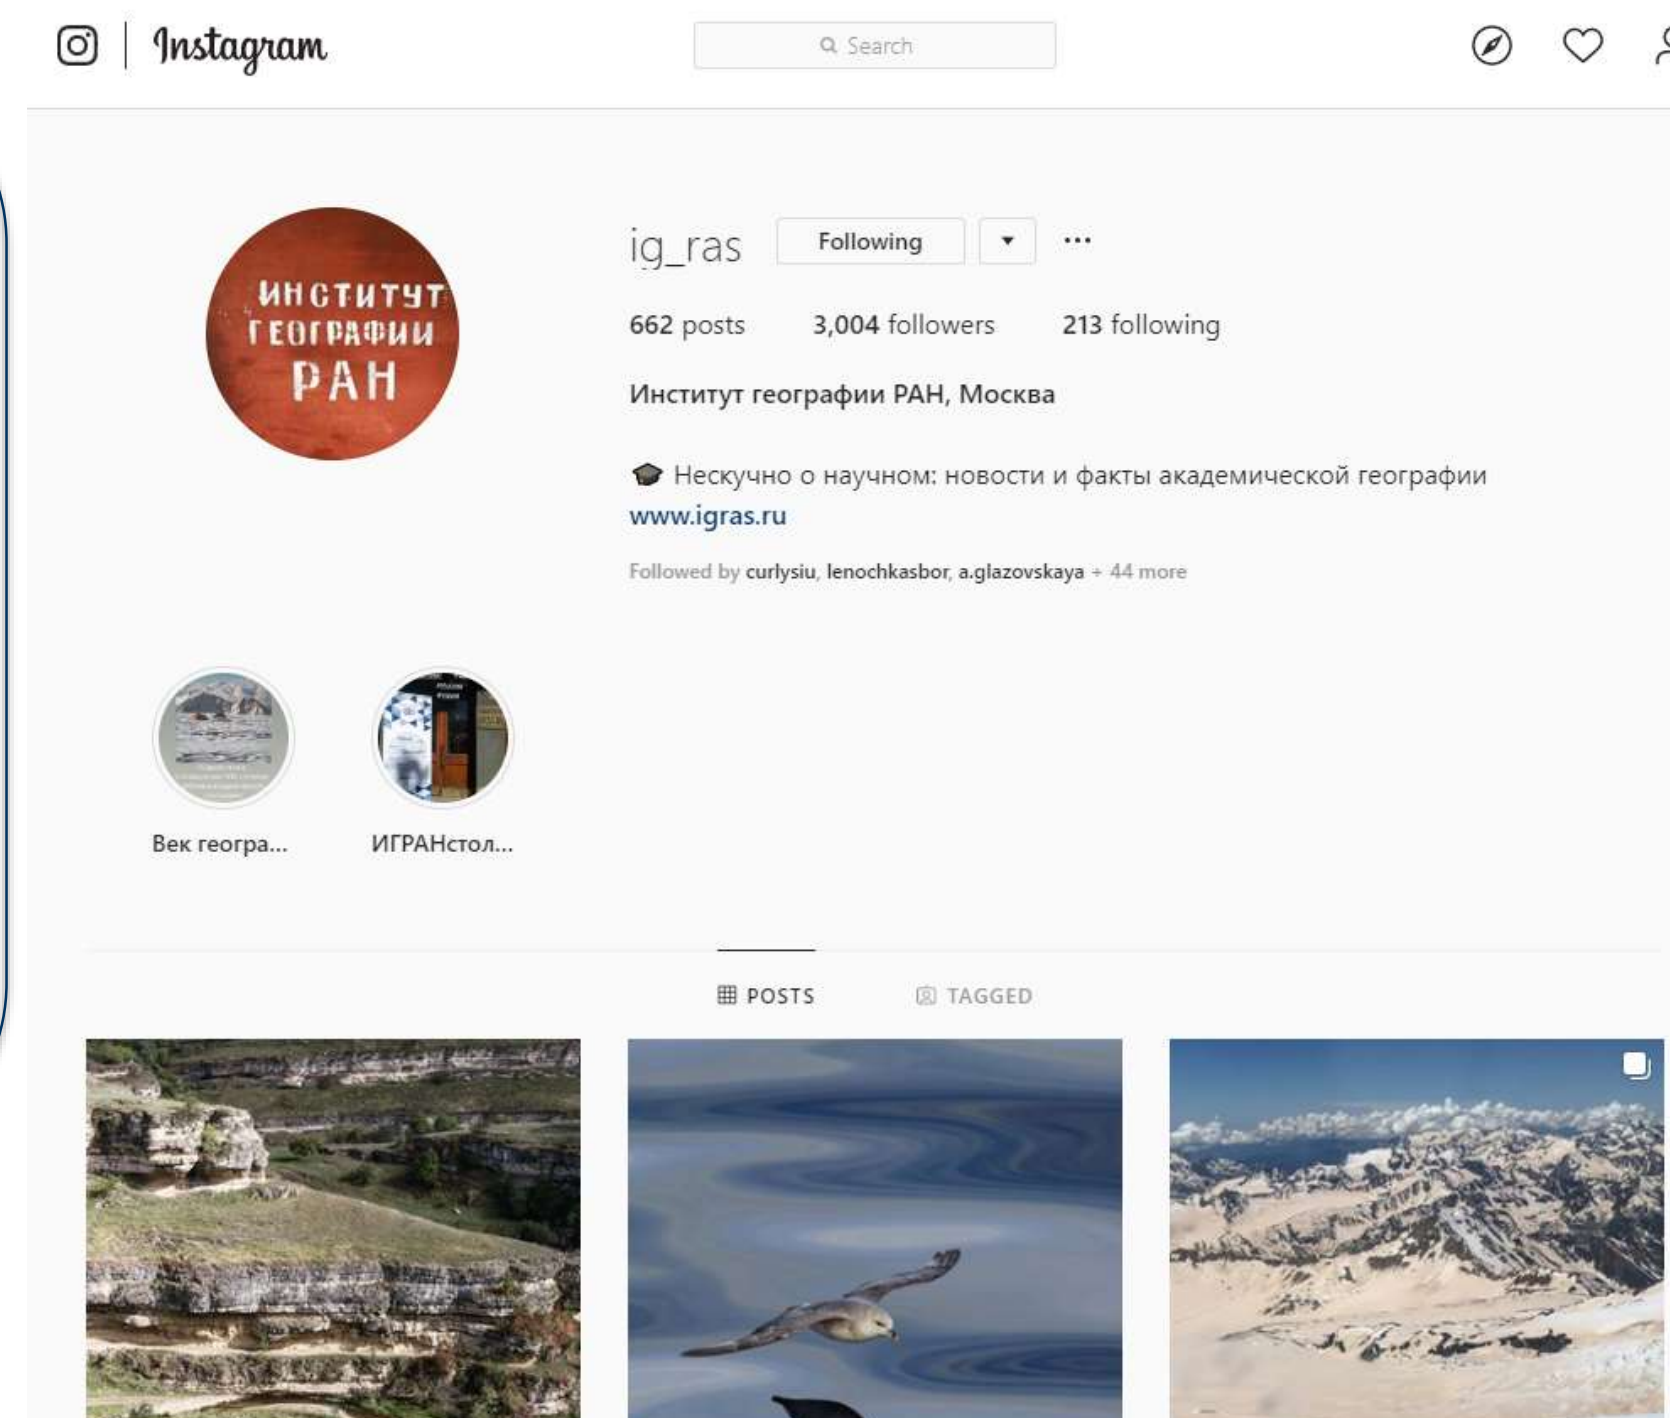 Instagram
Search
ИНСТИТУТ
ГЕОГРАФИИ
РАН
ig_ras Following
662 posts 3,004 followers 213 following
Институт географии РАН, Москва
🎓 Нескучно о научном: новости и факты академической географии
www.igras.ru
Followed by curlysiu, lenochkasbor, a.glazovskaya + 44 more
Век геогра... ИГРАНстол...
POSTS TAGGED